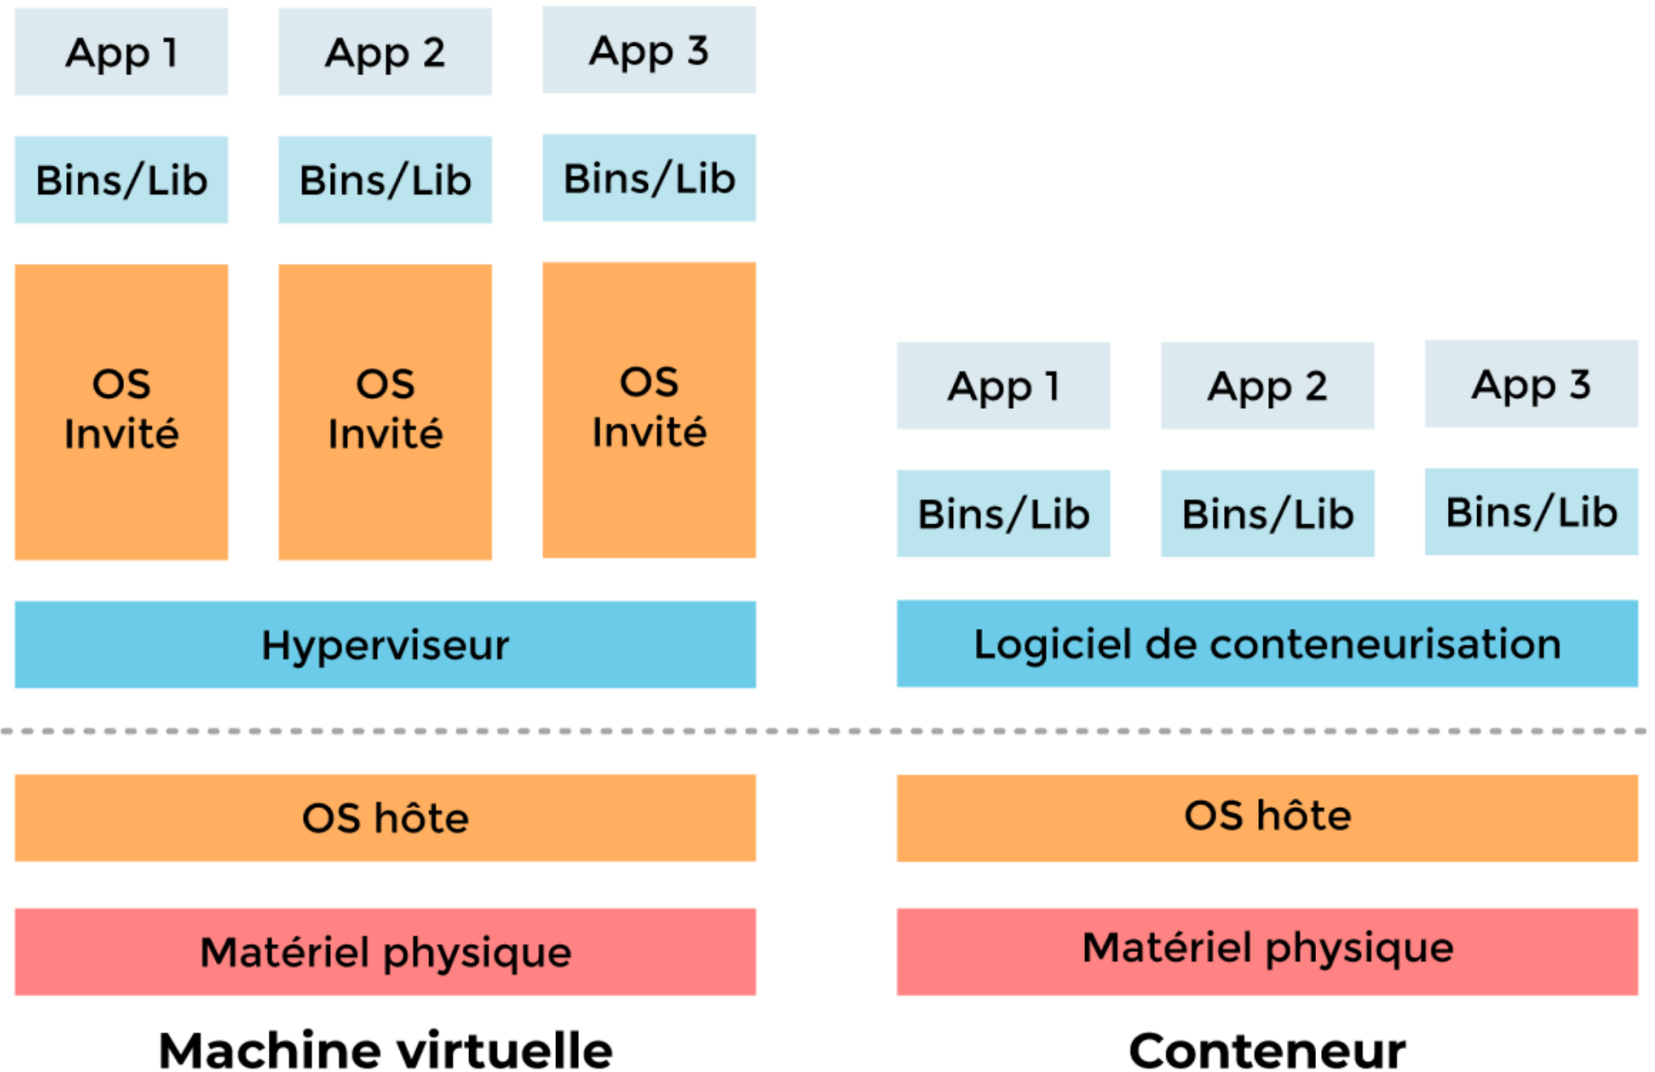 App 1
App 2
App 3
Bins/Lib
Bins/Lib
Bins/Lib
OS
Invité
OS
Invité
OS
Invité
Hyperviseur
OS hôte
Matériel physique
Machine virtuelle
App 1
App 2
App 3
Bins/Lib
Bins/Lib
Bins/Lib
Logiciel de conteneurisation
OS hôte
Matériel physique
Conteneur